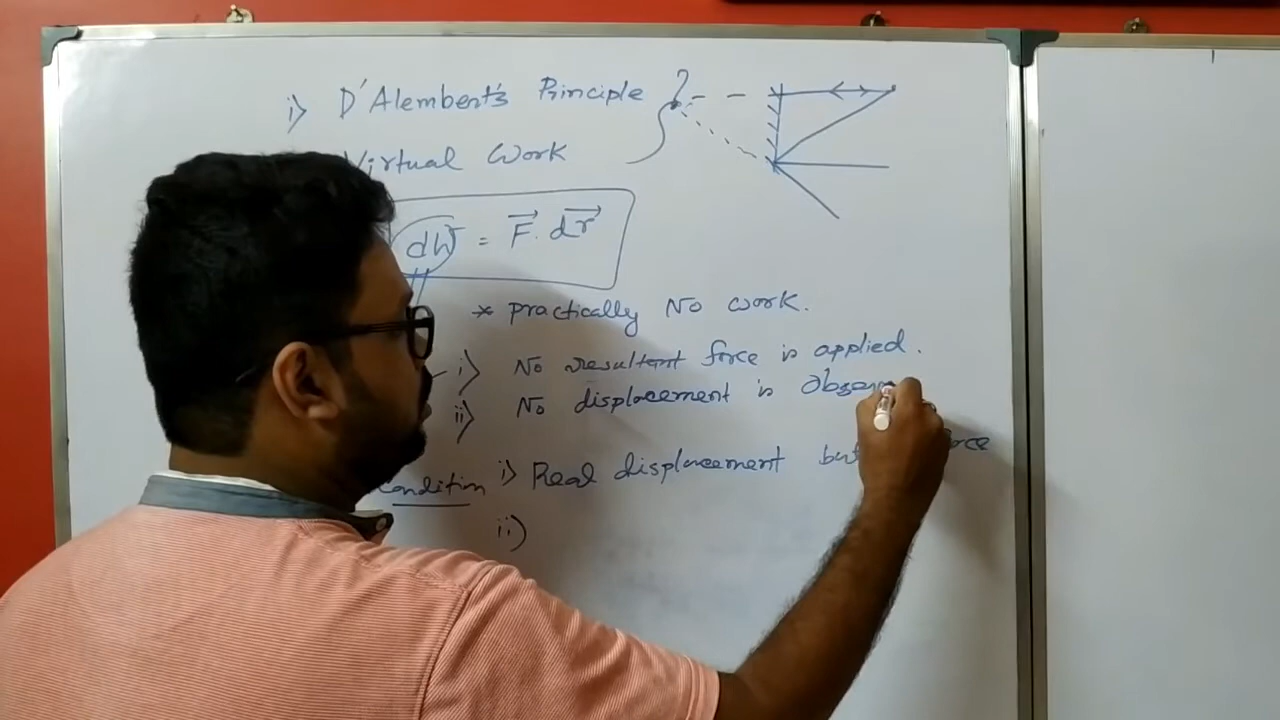 i) D'Alembert's Principle
Virtual Work
dW = F⃗. dr⃗
* practically No work.
i) No resultant force is applied.
ii) No displacement is
Condition i) Real displacement but
ii)